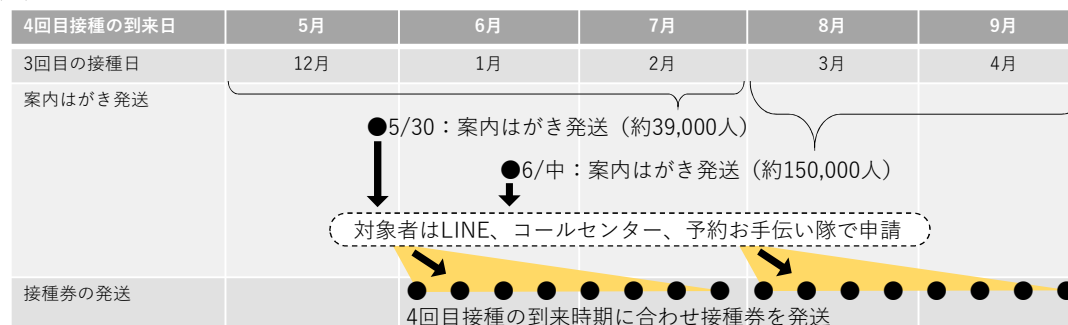 4回目接種の到来日 5月 6月 7月 8月 9月
3回目の接種日 12月 1月 2月 3月 4月
案内はがき発送
●5/30：案内はがき発送（約39,000人）
●6/中：案内はがき発送（約150,000人）
対象者はLINE、コールセンター、予約お手伝い隊で申請
接種券の発送
4回目接種の到来時期に合わせ接種券を発送